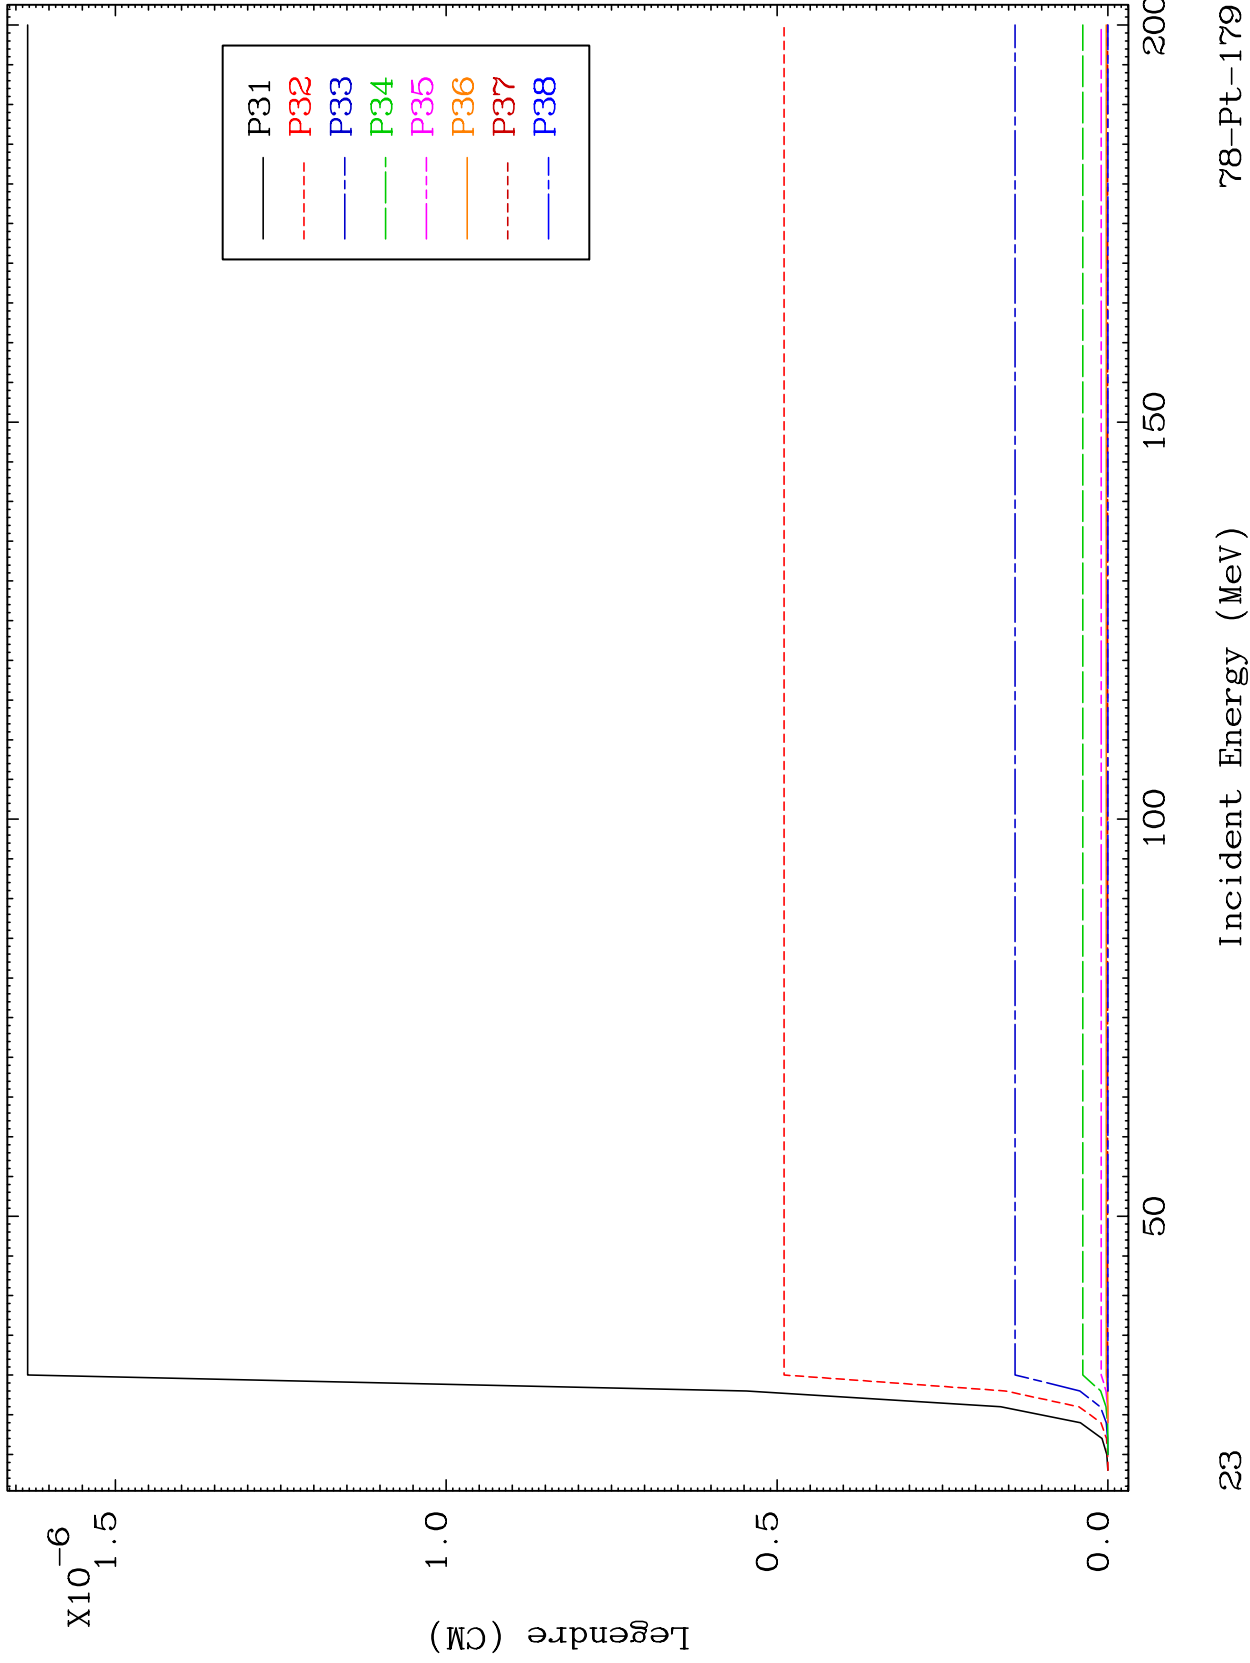 X10-6
1.5
1.0
0.5
0.0
Legendre (CM)
P31
P32
P33
P34
P35
P36
P37
P38
50
100
150
200
Incident Energy (MeV)
23
78-Pt-179